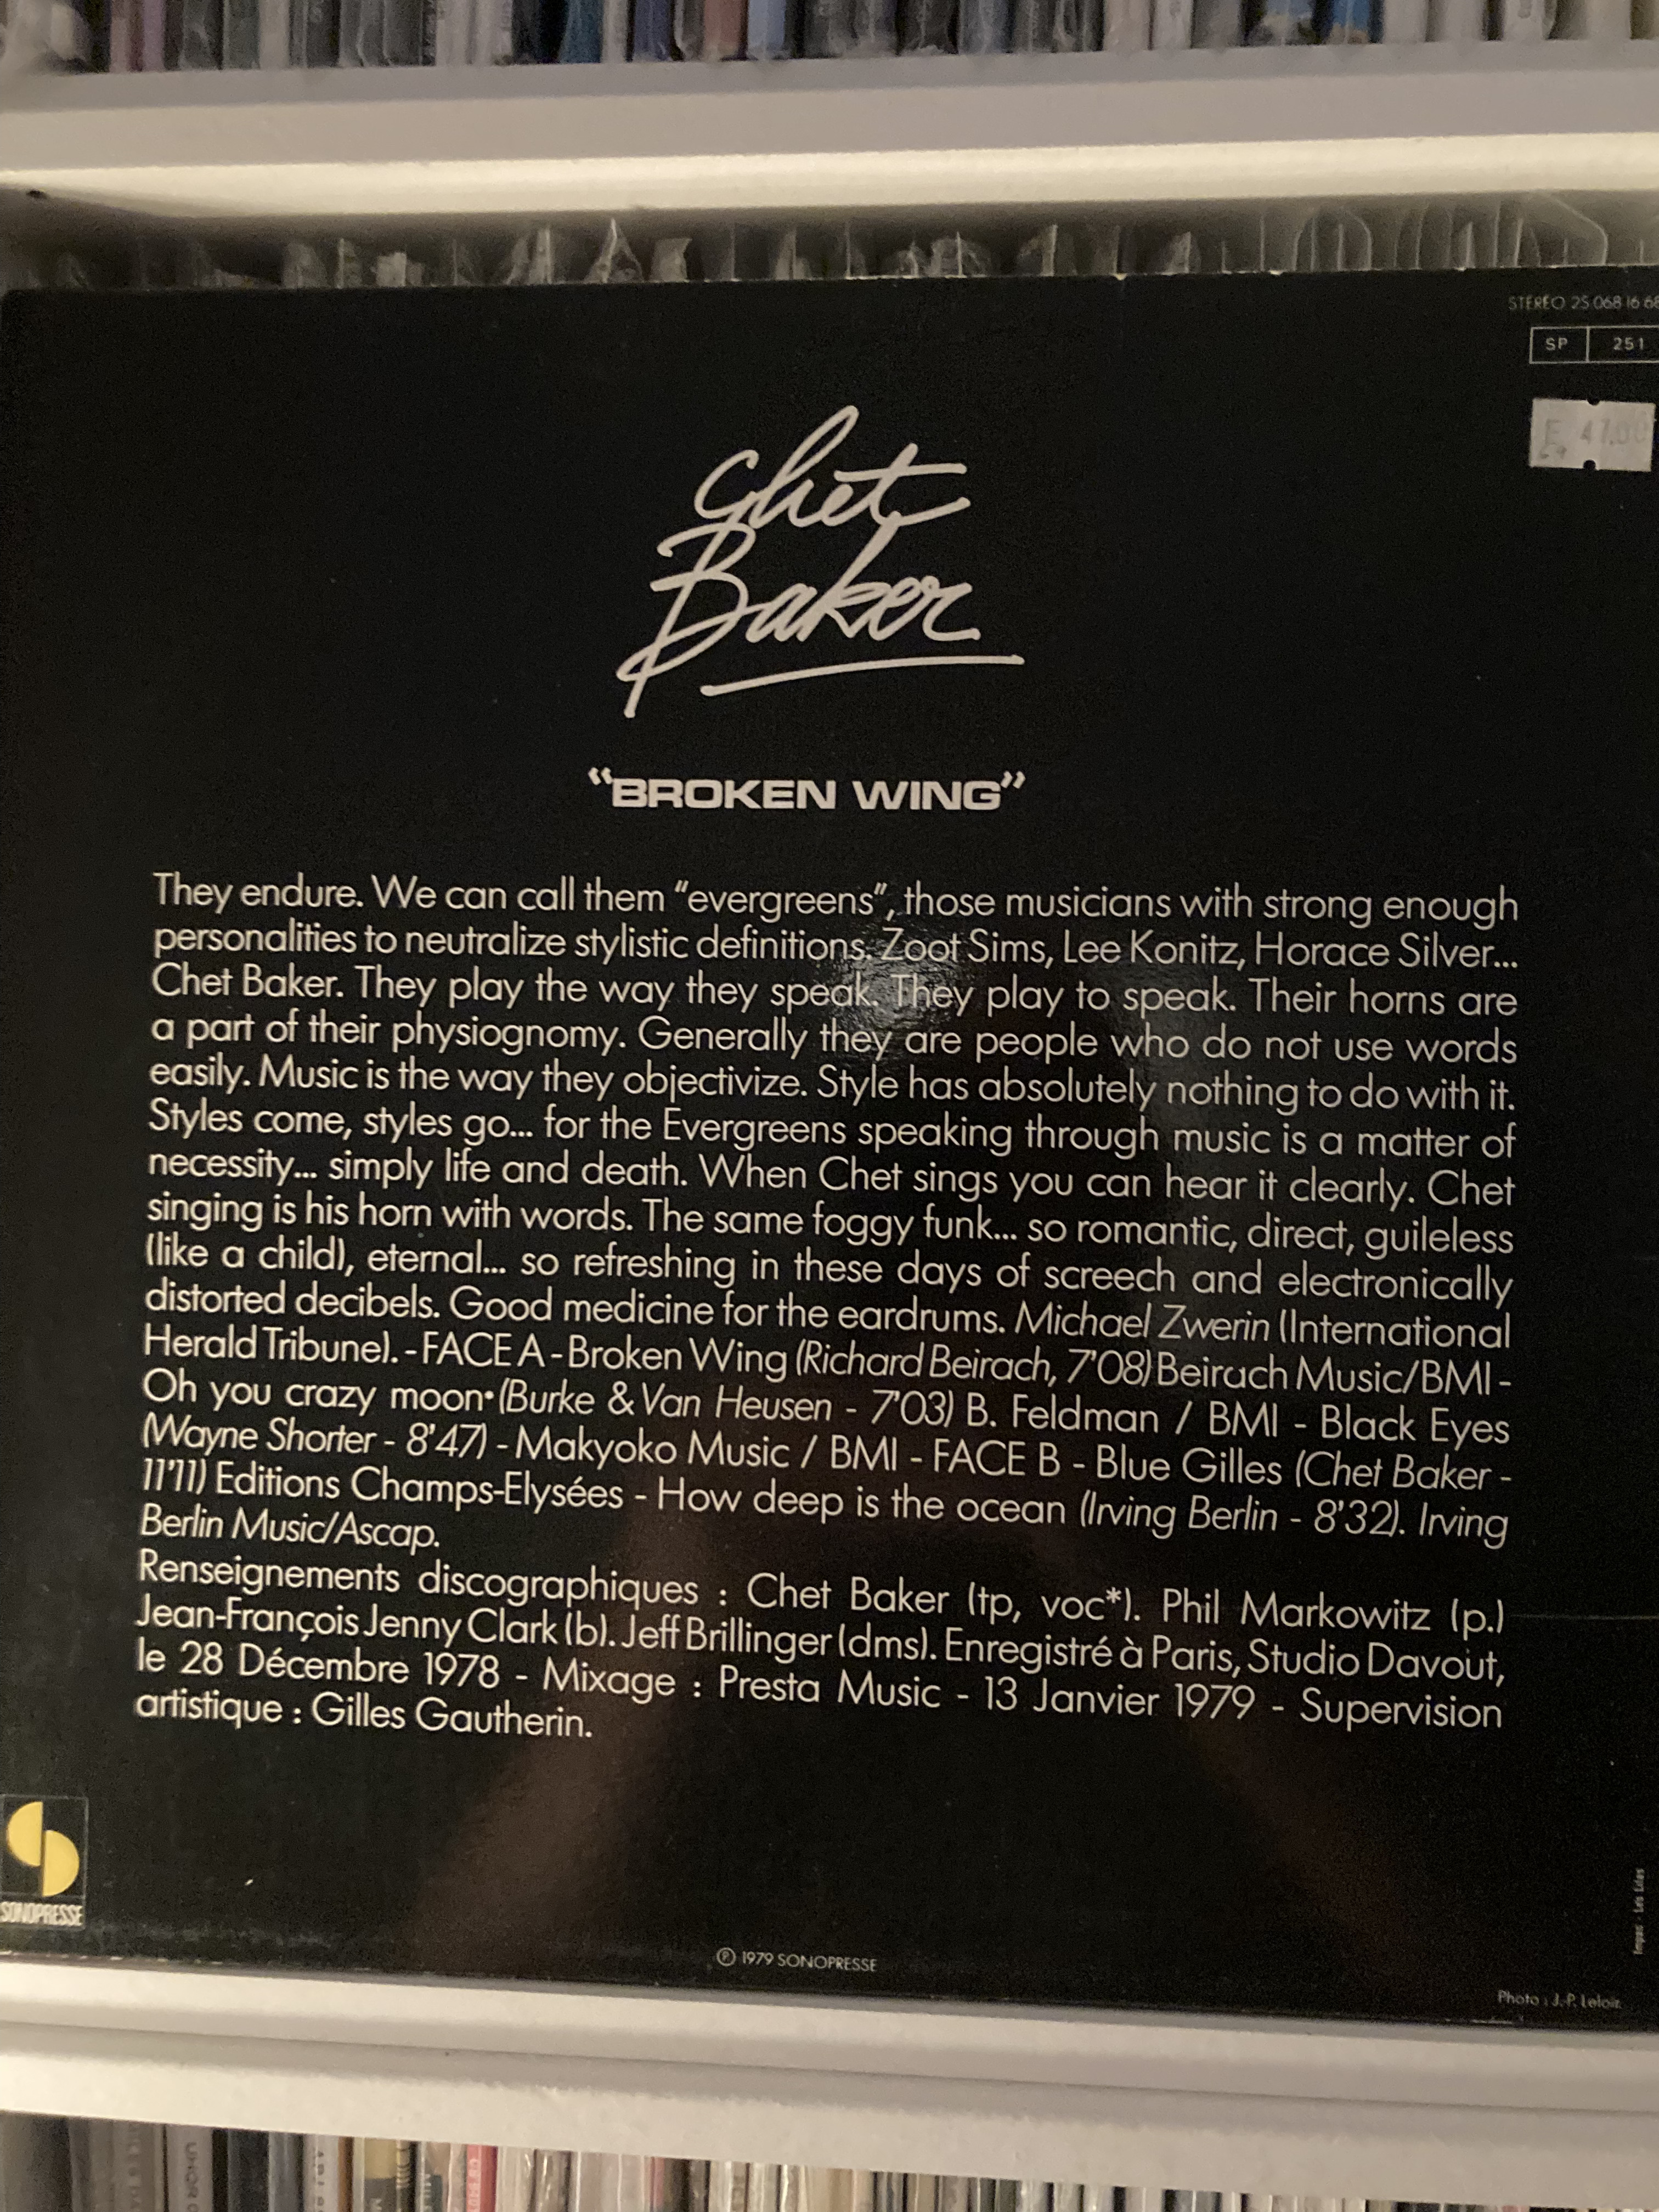 STÉRÉO 25.068 16 68
SP 251
F 47.00
Chet
Baker
“BROKEN WING”
They endure. We can call them “evergreens”, those musicians with strong enough
personalities to neutralize stylistic definitions. Zoot Sims, Lee Konitz, Horace Silver...
Chet Baker. They play the way they speak. They play to speak. Their horns are
a part of their physiognomy. Generally they are people who do not use words
easily. Music is the way they objectivize. Style has absolutely nothing to do with it.
Styles come, styles go... for the Evergreens speaking through music is a matter of
necessity... simply life and death. When Chet sings you can hear it clearly. Chet
singing is his horn with words. The same foggy funk... so romantic, direct, guileless
(like a child), eternal... so refreshing in these days of screech and electronically
distorted decibels. Good medicine for the eardrums. Michael Zwerin (International
Herald Tribune). - FACE A - Broken Wing (Richard Beirach, 7'08) Beirach Music/BMI -
Oh you crazy moon* (Burke & Van Heusen - 7'03) B. Feldman / BMI - Black Eyes
(Wayne Shorter - 8'47) - Makyoko Music / BMI - FACE B - Blue Gilles (Chet Baker -
11'11) Editions Champs-Elysées - How deep is the ocean (Irving Berlin - 8'32). Irving
Berlin Music/Ascap.
Renseignements discographiques : Chet Baker (tp, voc*). Phil Markowitz (p.)
Jean-François Jenny Clark (b). Jeff Brillinger (dms). Enregistré à Paris, Studio Davout,
le 28 Décembre 1978 - Mixage : Presta Music - 13 Janvier 1979 - Supervision
artistique : Gilles Gautherin.
SONOPRESSE
Ⓟ 1979 SONOPRESSE
Impac - Les Lilas
Photo : J.-P. Leloir.